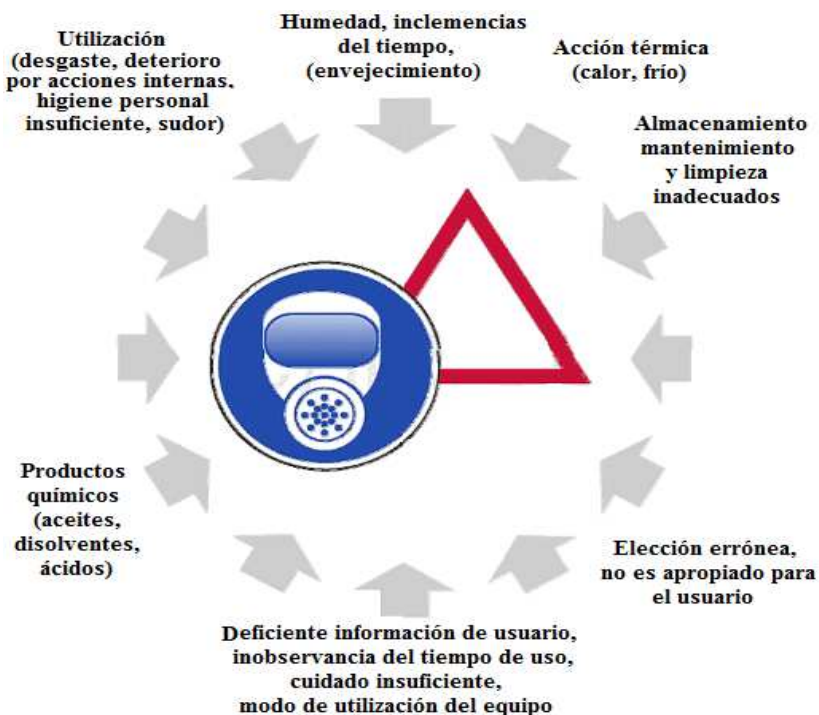 Utilización
(desgaste, deterioro
por acciones internas,
higiene personal
insuficiente, sudor)
Humedad, inclemencias
del tiempo,
(envejecimiento)
Acción térmica
(calor, frío)
Almacenamiento
mantenimiento
y limpieza
inadecuados
Productos
químicos
(aceites,
disolventes,
ácidos)
Elección errónea,
no es apropiado para
el usuario
Deficiente información de usuario,
inobservancia del tiempo de uso,
cuidado insuficiente,
modo de utilización del equipo